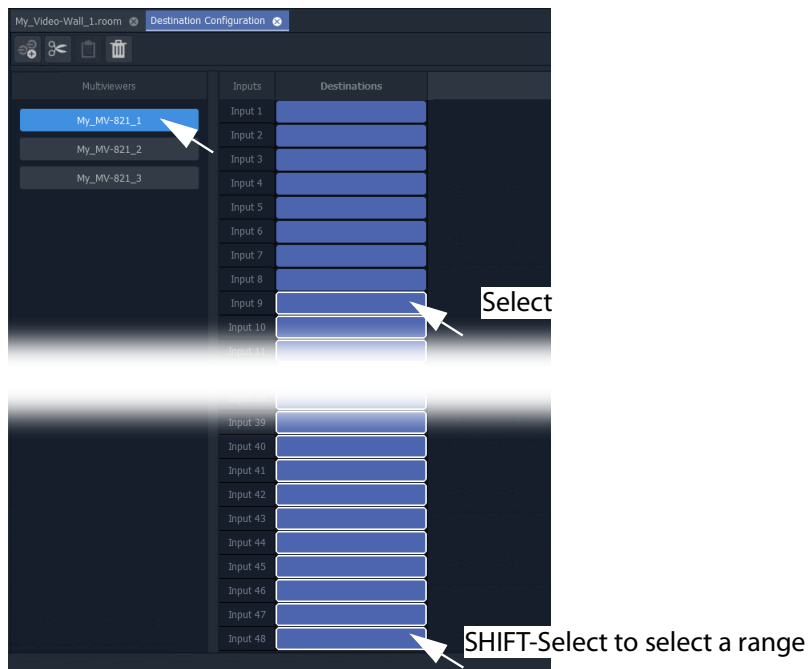 My_Video-Wall_1.room Destination Configuration
Multiviewers Inputs Destinations
My_MV-821_1
My_MV-821_2
My_MV-821_3
Input 1
Input 2
Input 3
Input 4
Input 5
Input 6
Input 7
Input 8
Input 9
Select
Input 10
Input 11
Input 39
Input 40
Input 41
Input 42
Input 43
Input 44
Input 45
Input 46
Input 47
Input 48
SHIFT-Select to select a range